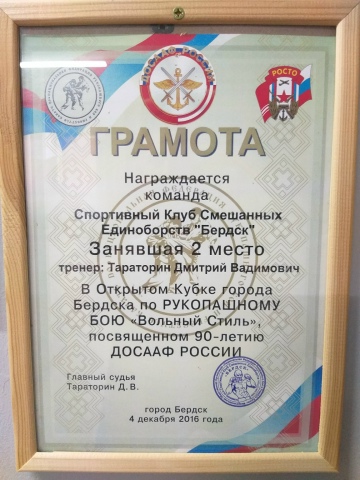 ДОСААФ РОССИИ
РОСТО
ГРАМОТА
Награждается
команда
Спортивный Клуб Смешанных
Единоборств "Бердск"
Занявшая 2 место
тренер: Тараторин Дмитрий Вадимович
В Открытом Кубке города
Бердска по РУКОПАШНОМУ
БОЮ «Вольный Стиль»,
посвященном 90-летию
ДОСААФ РОССИИ
Главный судья
Тараторин Д. В.
"БЕРДСК"
город Бердск
4 декабря 2016 года